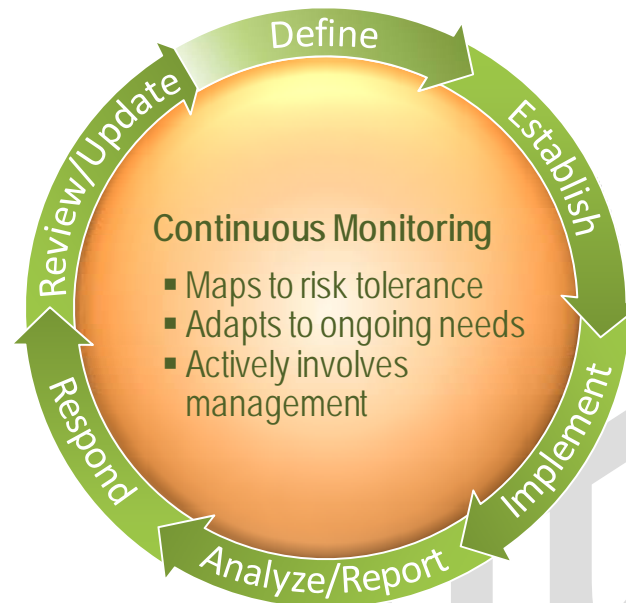 Define
Establish
Implement
Analyze/Report
Respond
Review/Update
Continuous Monitoring
▪ Maps to risk tolerance
▪ Adapts to ongoing needs
▪ Actively involves
management